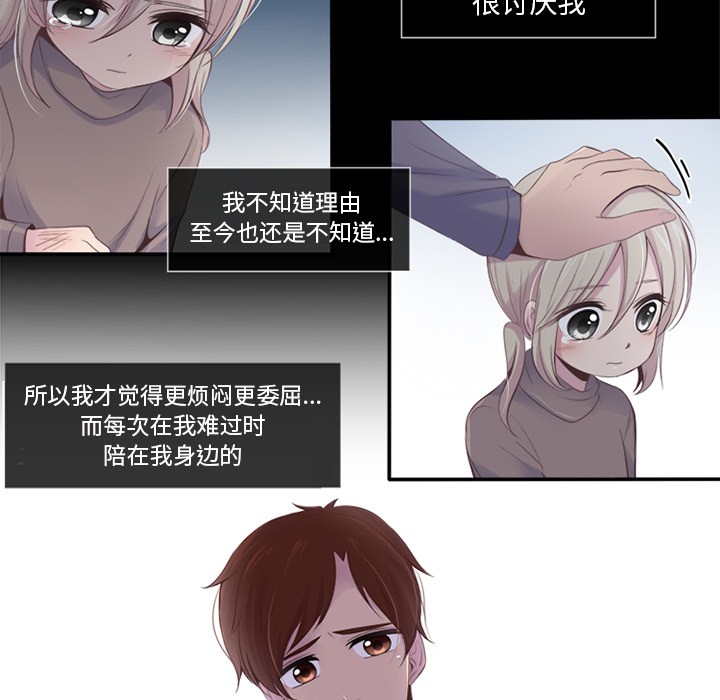 很讨厌我
我不知道理由
至今也还是不知道...
所以我才觉得更烦闷更委屈...
而每次在我难过时
陪在我身边的